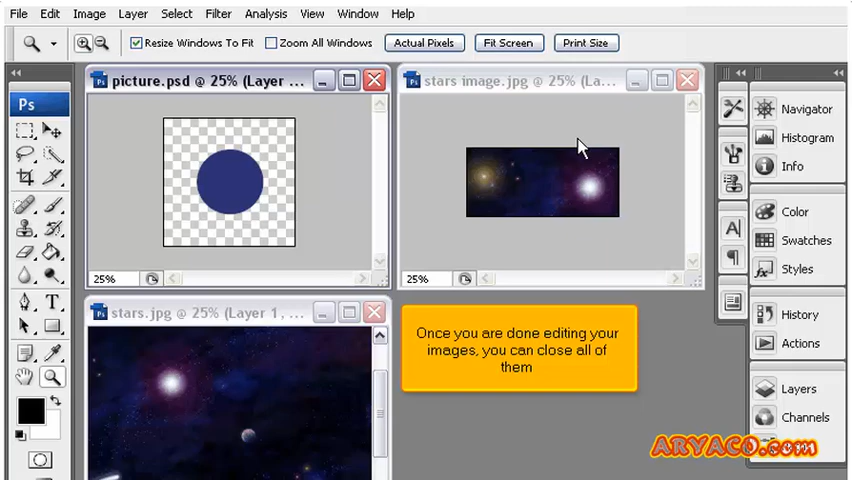 File Edit Image Layer Select Filter Analysis View Window Help
Resize Windows To Fit Zoom All Windows Actual Pixels Fit Screen Print Size
picture.psd @ 25% (Layer ...
stars image.jpg @ 25% (La...
Ps
Navigator
Histogram
Info
Color
Swatches
Styles
25%
25%
stars.jpg @ 25% (Layer 1, ...
History
Actions
Once you are done editing your
images, you can close all of
them
Layers
Channels
ARYACO.com